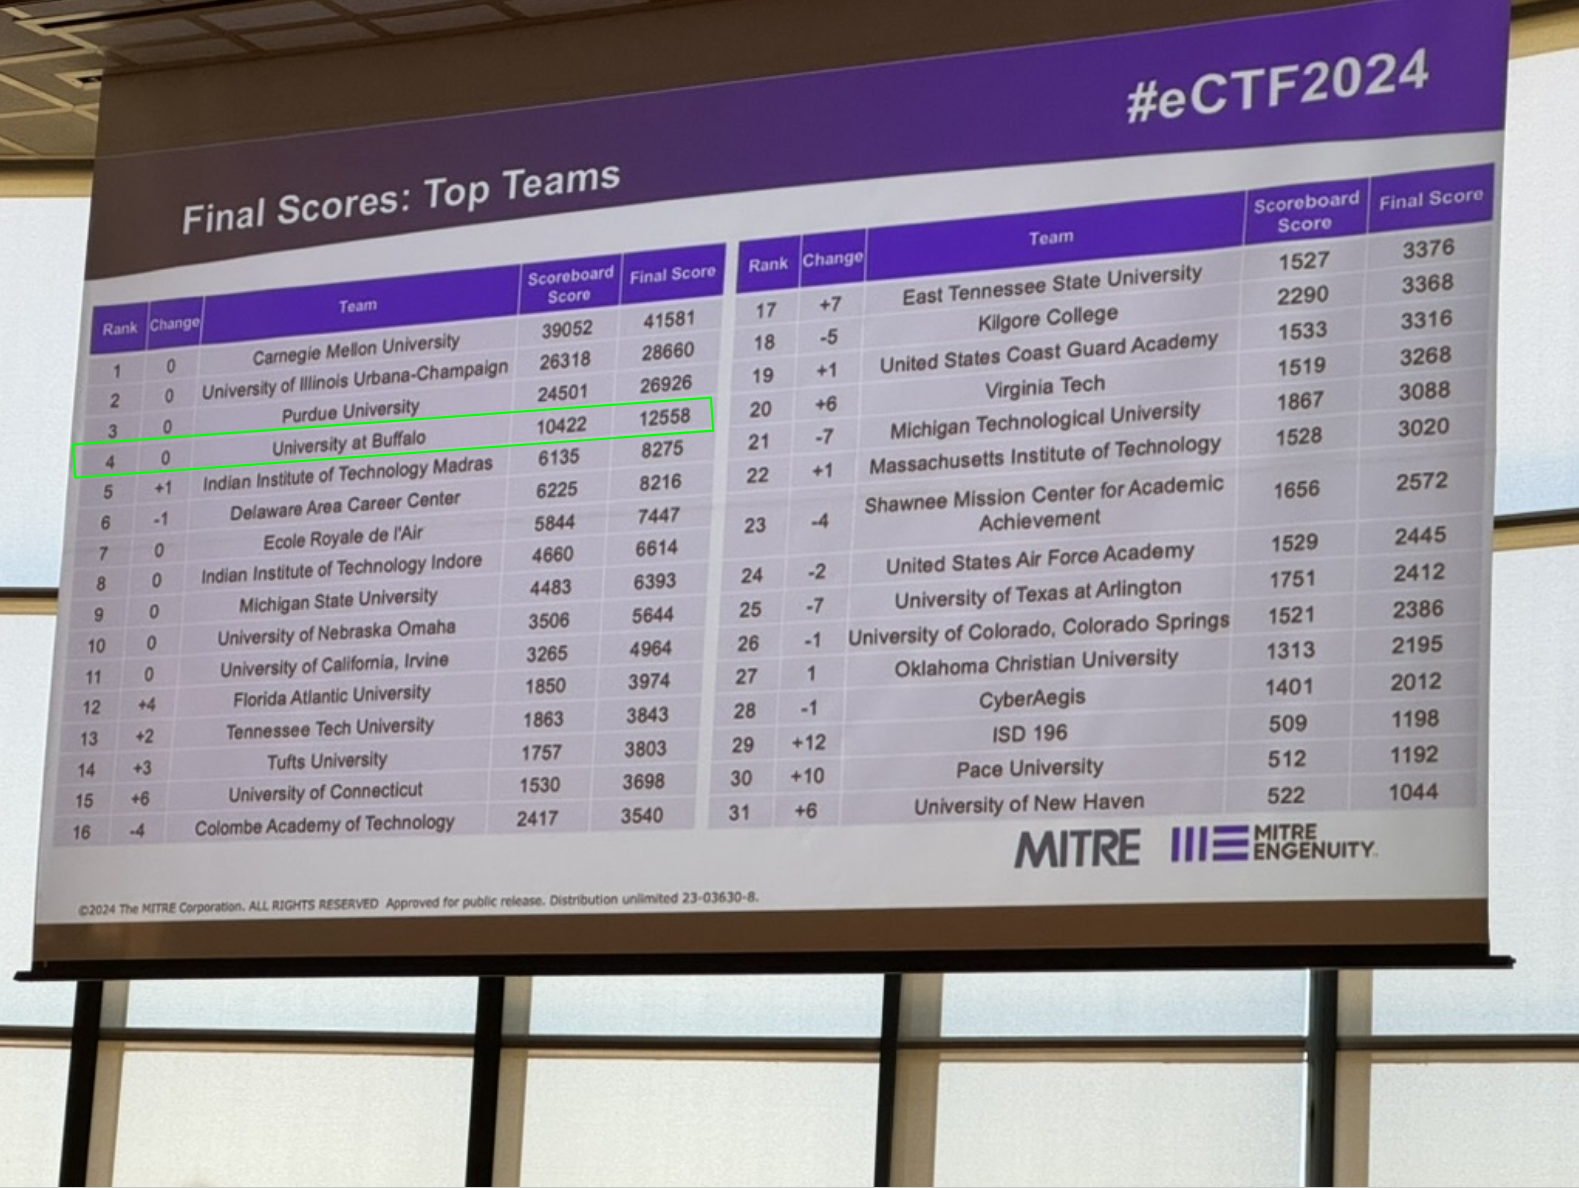 #eCTF2024
Final Scores: Top Teams
Rank Change Team Scoreboard Score Final Score
1 0 Carnegie Mellon University 39052 41581
2 0 University of Illinois Urbana-Champaign 26318 28660
3 0 Purdue University 24501 26926
4 0 University at Buffalo 10422 12558
5 +1 Indian Institute of Technology Madras 6135 8275
6 -1 Delaware Area Career Center 6225 8216
7 0 Ecole Royale de l'Air 5844 7447
8 0 Indian Institute of Technology Indore 4660 6614
9 0 Michigan State University 4483 6393
10 0 University of Nebraska Omaha 3506 5644
11 0 University of California, Irvine 3265 4964
12 +4 Florida Atlantic University 1850 3974
13 +2 Tennessee Tech University 1863 3843
14 +3 Tufts University 1757 3803
15 +6 University of Connecticut 1530 3698
16 -4 Colombe Academy of Technology 2417 3540
Rank Change Team Scoreboard Score Final Score
17 +7 East Tennessee State University 1527 3376
18 -5 Kilgore College 2290 3368
19 +1 United States Coast Guard Academy 1533 3316
20 +6 Virginia Tech 1519 3268
21 -7 Michigan Technological University 1867 3088
22 +1 Massachusetts Institute of Technology 1528 3020
23 -4 Shawnee Mission Center for Academic Achievement 1656 2572
24 -2 United States Air Force Academy 1529 2445
25 -7 University of Texas at Arlington 1751 2412
26 -1 University of Colorado, Colorado Springs 1521 2386
27 1 Oklahoma Christian University 1313 2195
28 -1 CyberAegis 1401 2012
29 +12 ISD 196 509 1198
30 +10 Pace University 512 1192
31 +6 University of New Haven 522 1044
MITRE MITRE ENGENUITY™
©2024 The MITRE Corporation. ALL RIGHTS RESERVED Approved for public release. Distribution unlimited 23-03630-8.